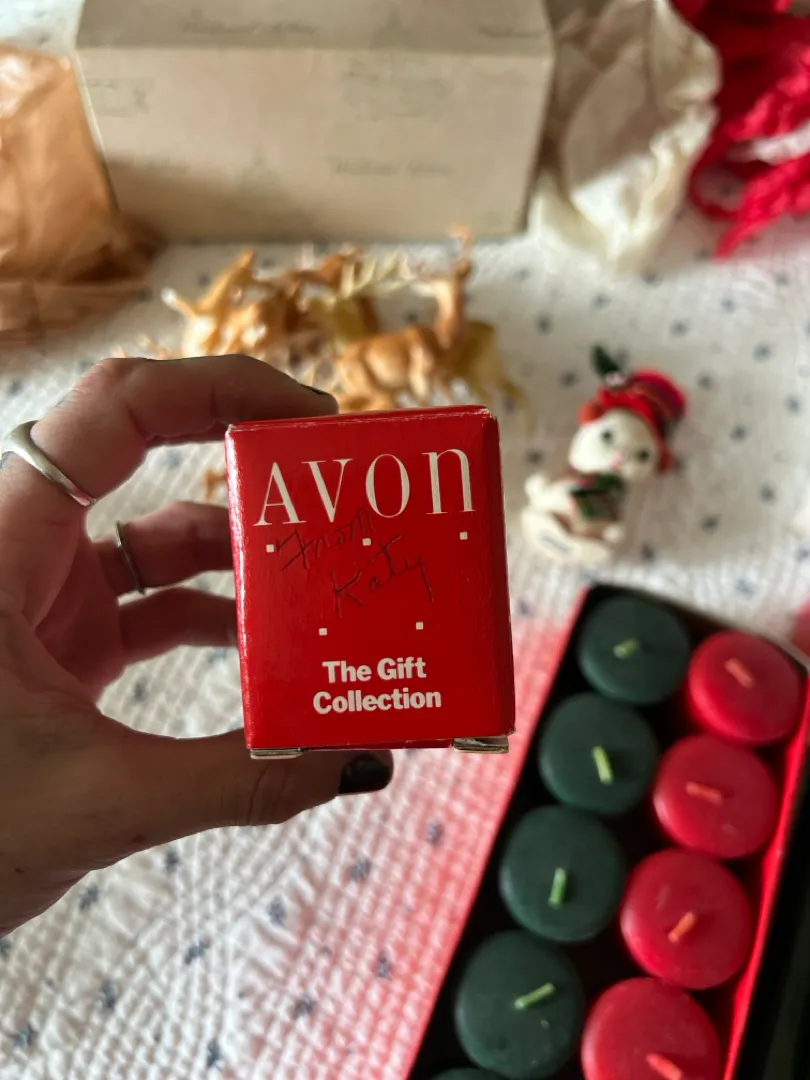 AVON
From
Katy
The Gift
Collection